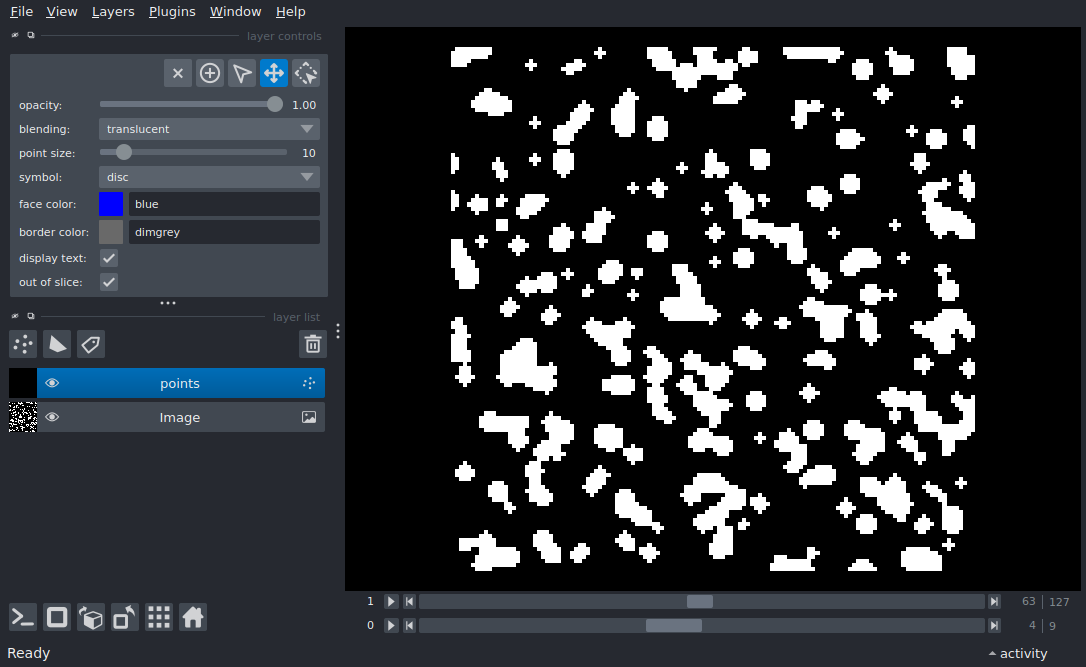 File View Layers Plugins Window Help
layer controls
opacity: 1.00
blending: translucent
point size: 10
symbol: disc
face color: blue
border color: dimgrey
display text:
out of slice:
layer list
points
Image
1 63 | 127
0 4 | 9
Ready activity